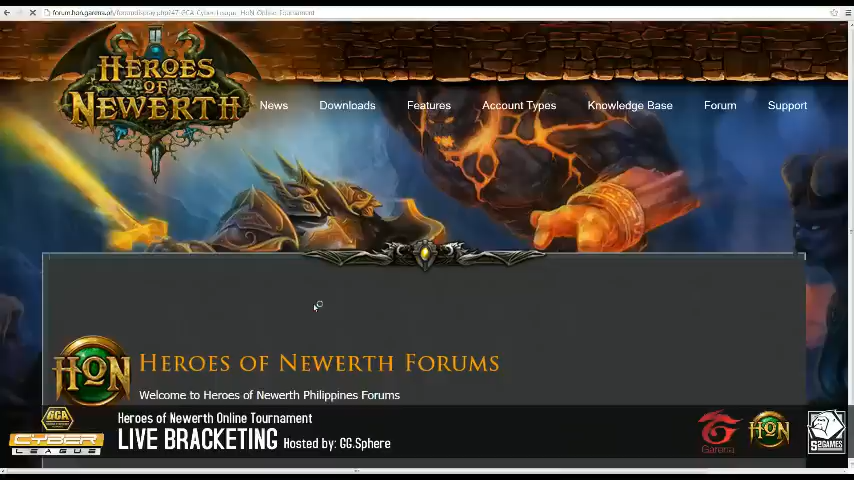 HEROES
OF
NEWERTH
News
Downloads
Features
Account Types
Knowledge Base
Forum
Support
HON
HEROES OF NEWERTH FORUMS
Welcome to Heroes of Newerth Philippines Forums
GCA
CYBER
LEAGUE
Heroes of Newerth Online Tournament
LIVE BRACKETING Hosted by: GG.Sphere
Garena
HON
S2GAMES